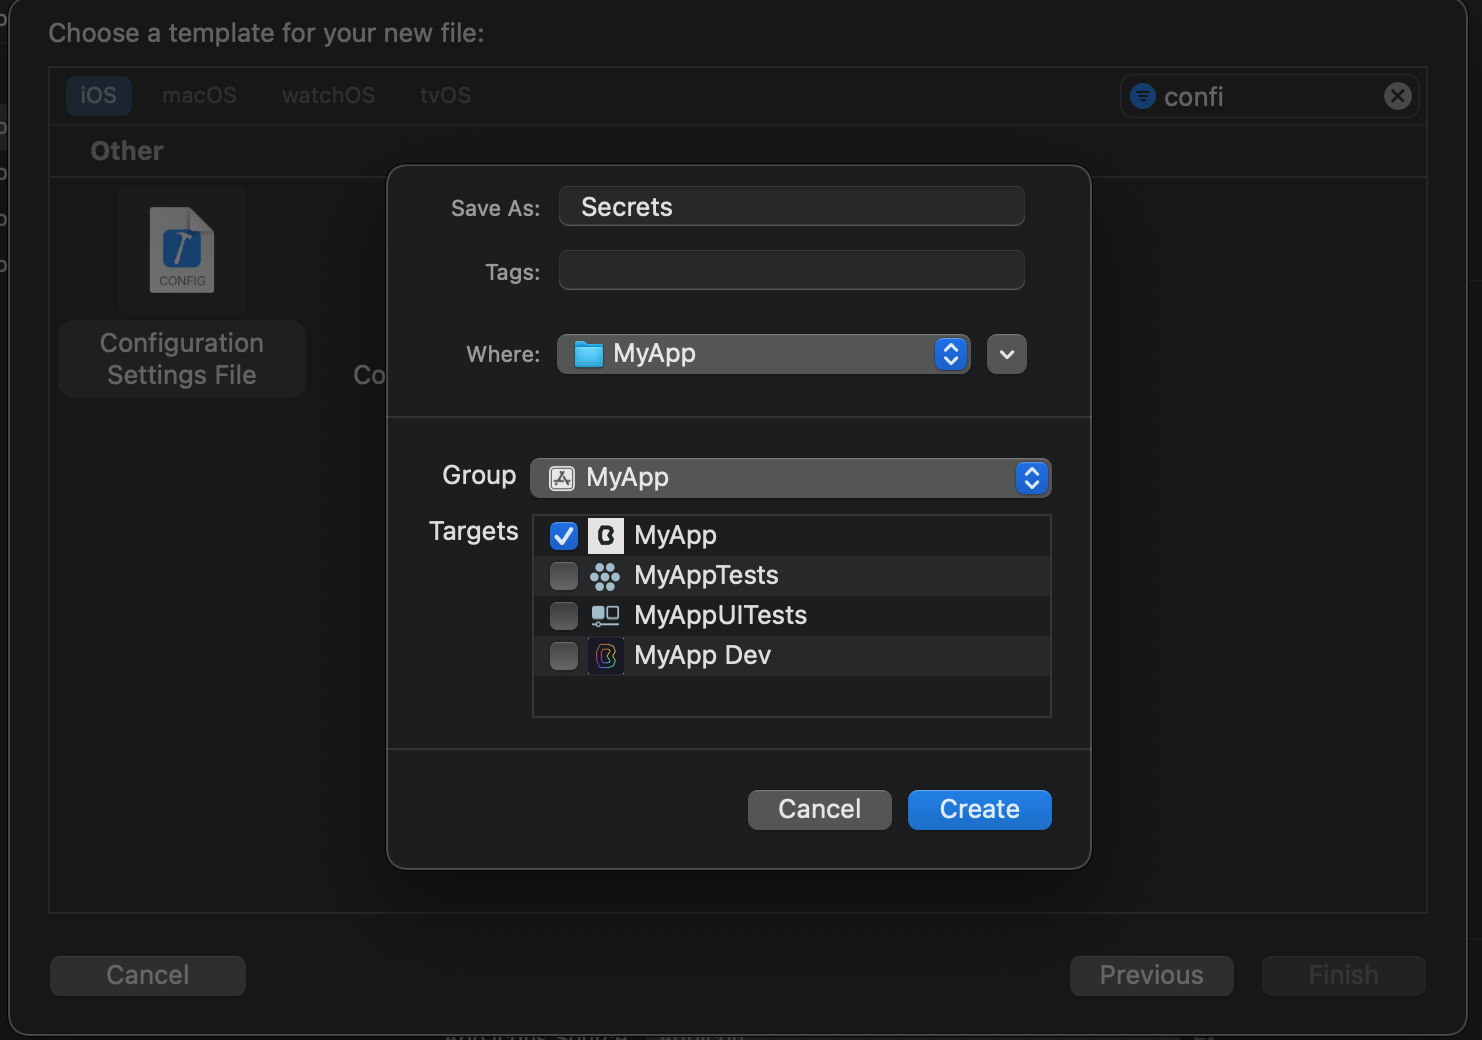 Choose a template for your new file:
iOS macOS watchOS tvOS
confi
Other
CONFIG
Configuration
Settings File
Co
Save As: Secrets
Tags:
Where: MyApp
Group MyApp
Targets
MyApp
MyAppTests
MyAppUITests
MyApp Dev
Cancel Create
Cancel Previous Finish